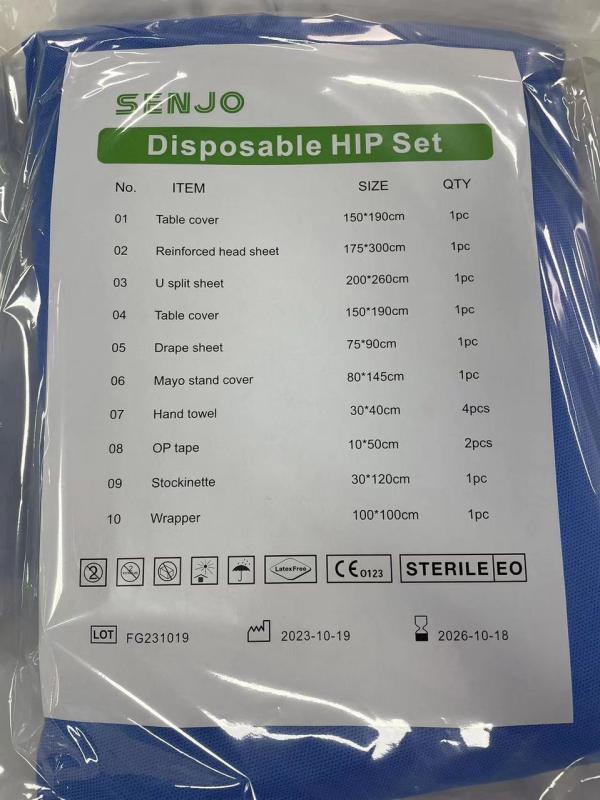 SENJO
Disposable HIP Set
No. ITEM SIZE QTY
01 Table cover 150*190cm 1pc
02 Reinforced head sheet 175*300cm 1pc
03 U split sheet 200*260cm 1pc
04 Table cover 150*190cm 1pc
05 Drape sheet 75*90cm 1pc
06 Mayo stand cover 80*145cm 1pc
07 Hand towel 30*40cm 4pcs
08 OP tape 10*50cm 2pcs
09 Stockinette 30*120cm 1pc
10 Wrapper 100*100cm 1pc
2 2 Latex Free CE 0123 STERILE EO
LOT FG231019 2023-10-19 2026-10-18